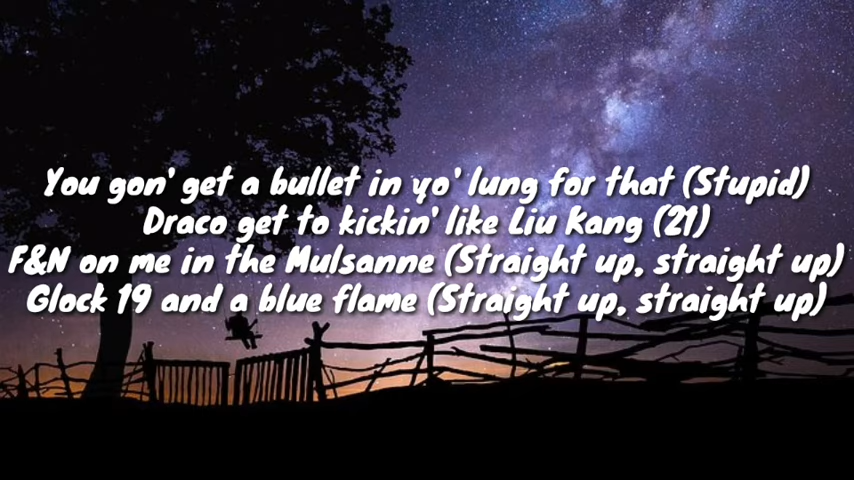 You gon' get a bullet in yo' lung for that (Stupid)
Draco get to kickin' like Liu Kang (21)
F&N on me in the Mulsanne (Straight up, straight up)
Glock 19 and a blue flame (Straight up, straight up)